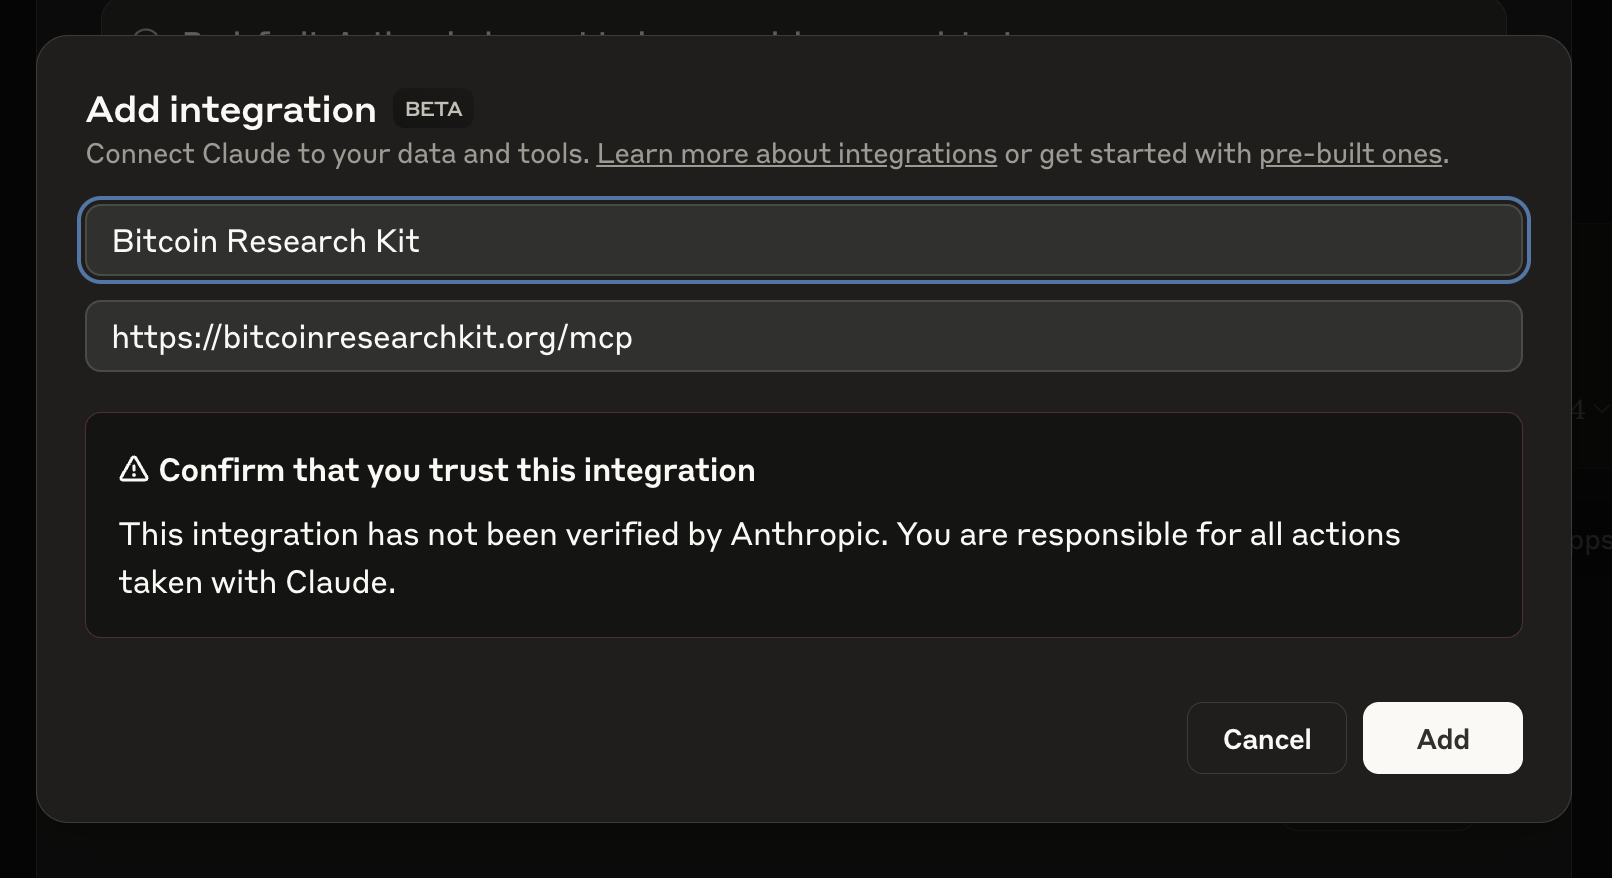 Add integration BETA
Connect Claude to your data and tools. Learn more about integrations or get started with pre-built ones.
Bitcoin Research Kit
https://bitcoinresearchkit.org/mcp
Confirm that you trust this integration
This integration has not been verified by Anthropic. You are responsible for all actions
taken with Claude.
Cancel
Add